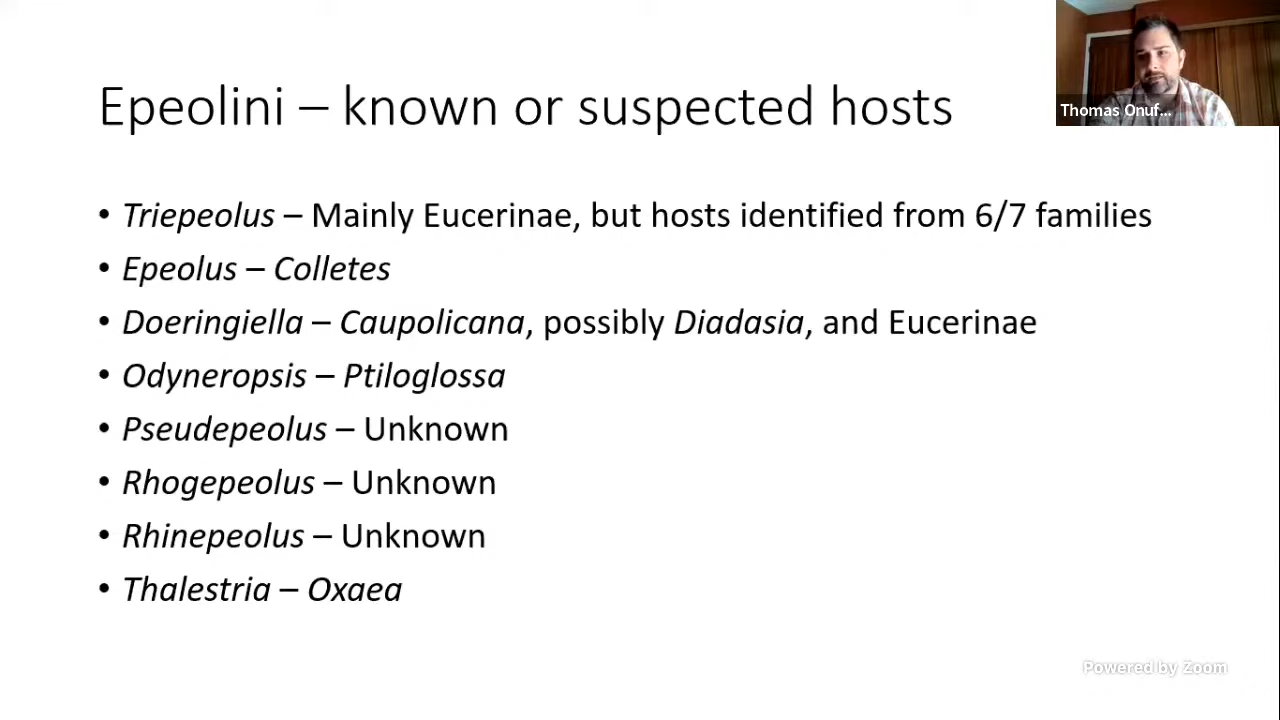 Epeolini – known or suspected hosts
Thomas Onuf...
• Triepeolus – Mainly Eucerinae, but hosts identified from 6/7 families
• Epeolus – Colletes
• Doeringiella – Caupolicana, possibly Diadasia, and Eucerinae
• Odyneropsis – Ptiloglossa
• Pseudepeolus – Unknown
• Rhogepeolus – Unknown
• Rhinepeolus – Unknown
• Thalestria – Oxaea
Powered by Zoom